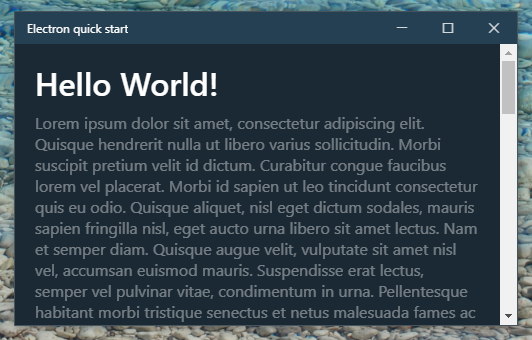 Electron quick start
Hello World!
Lorem ipsum dolor sit amet, consectetur adipiscing elit.
Quisque hendrerit nulla ut libero varius sollicitudin. Morbi
suscipit pretium velit id dictum. Curabitur congue faucibus
lorem vel placerat. Morbi id sapien ut leo tincidunt consectetur
quis eu odio. Quisque aliquet, nisl eget dictum sodales, mauris
sapien fringilla nisl, eget aucto urna libero sit amet lectus. Nam
et semper diam. Quisque augue velit, vulputate sit amet nisl
vel, accumsan euismod mauris. Suspendisse erat lectus,
semper vel pulvinar vitae, condimentum in urna. Pellentesque
habitant morbi tristique senectus et netus malesuada fames ac